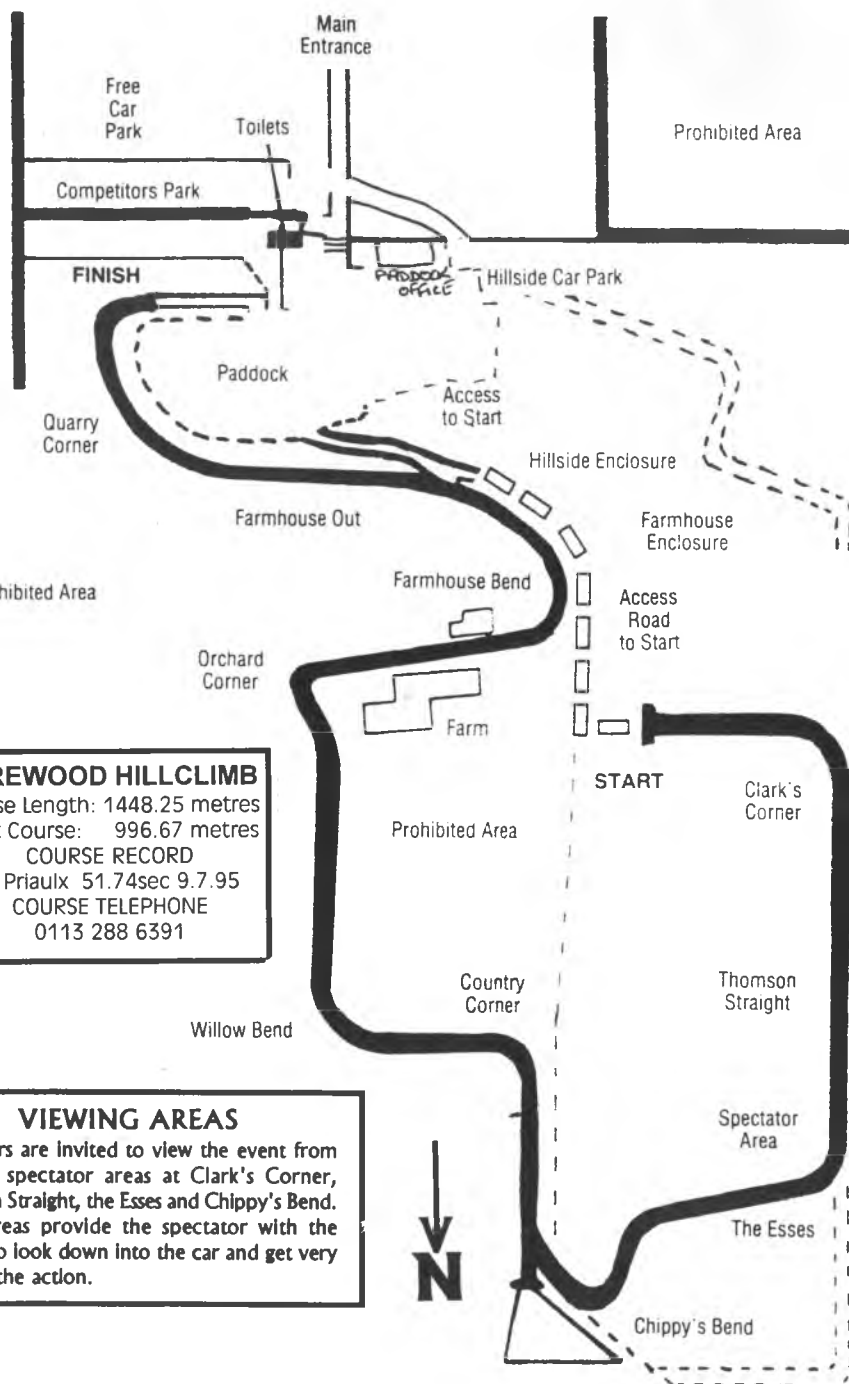 Main
Entrance
Free
Car
Park
Toilets
Prohibited Area
Competitors Park
FINISH
PADDOCK
OFFICE
Hillside Car Park
Paddock
Access
to Start
Quarry
Corner
Hillside Enclosure
Farmhouse Out
Farmhouse
Enclosure
hibited Area
Farmhouse Bend
Access
Road
to Start
Orchard
Corner
Farm
START
Clark's
Corner
REWOOD HILLCLIMB
se Length: 1448.25 metres
t Course: 996.67 metres
COURSE RECORD
Priaulx 51.74sec 9.7.95
COURSE TELEPHONE
0113 288 6391
Prohibited Area
Country
Corner
Thomson
Straight
Willow Bend
VIEWING AREAS
rs are invited to view the event from
spectator areas at Clark's Corner,
n Straight, the Esses and Chippy's Bend.
reas provide the spectator with the
o look down into the car and get very
the action.
Spectator
Area
The Esses
N
Chippy's Bend